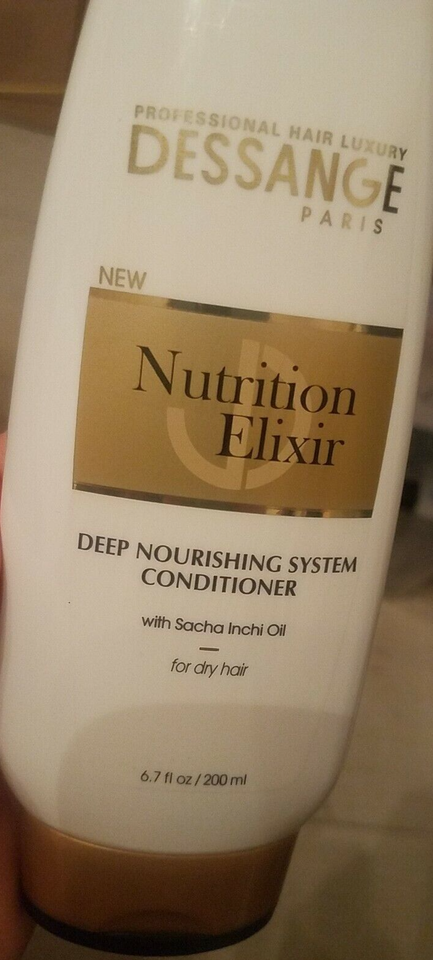 PROFESSIONAL HAIR LUXURY
DESSANGE
PARIS
NEW
Nutrition
Elixir
DEEP NOURISHING SYSTEM
CONDITIONER
with Sacha Inchi Oil
for dry hair
6.7 fl oz / 200 ml